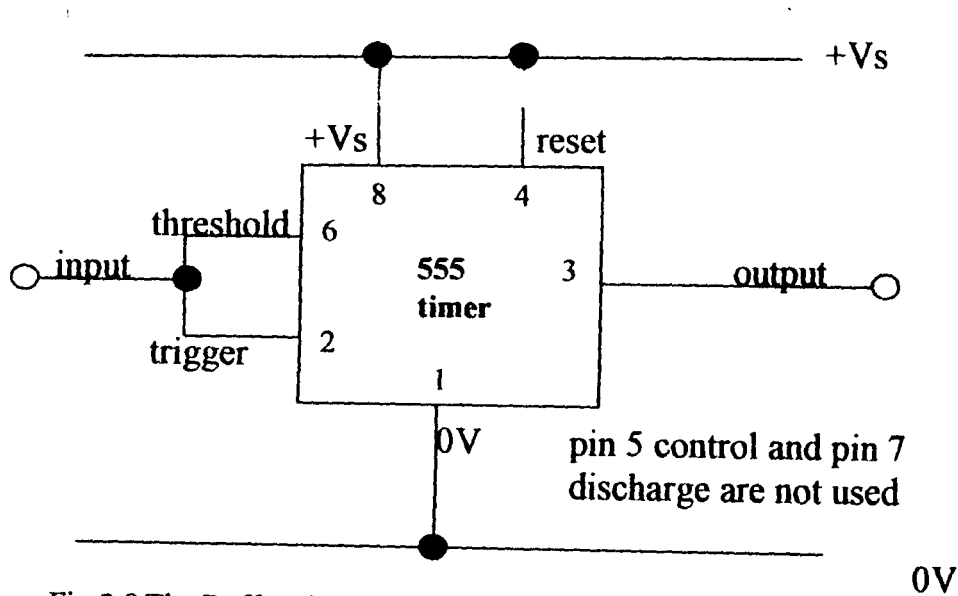 +Vs
+Vs
reset
8
4
threshold
6
input
555
timer
3
output
2
trigger
1
0V
pin 5 control and pin 7
discharge are not used
0V